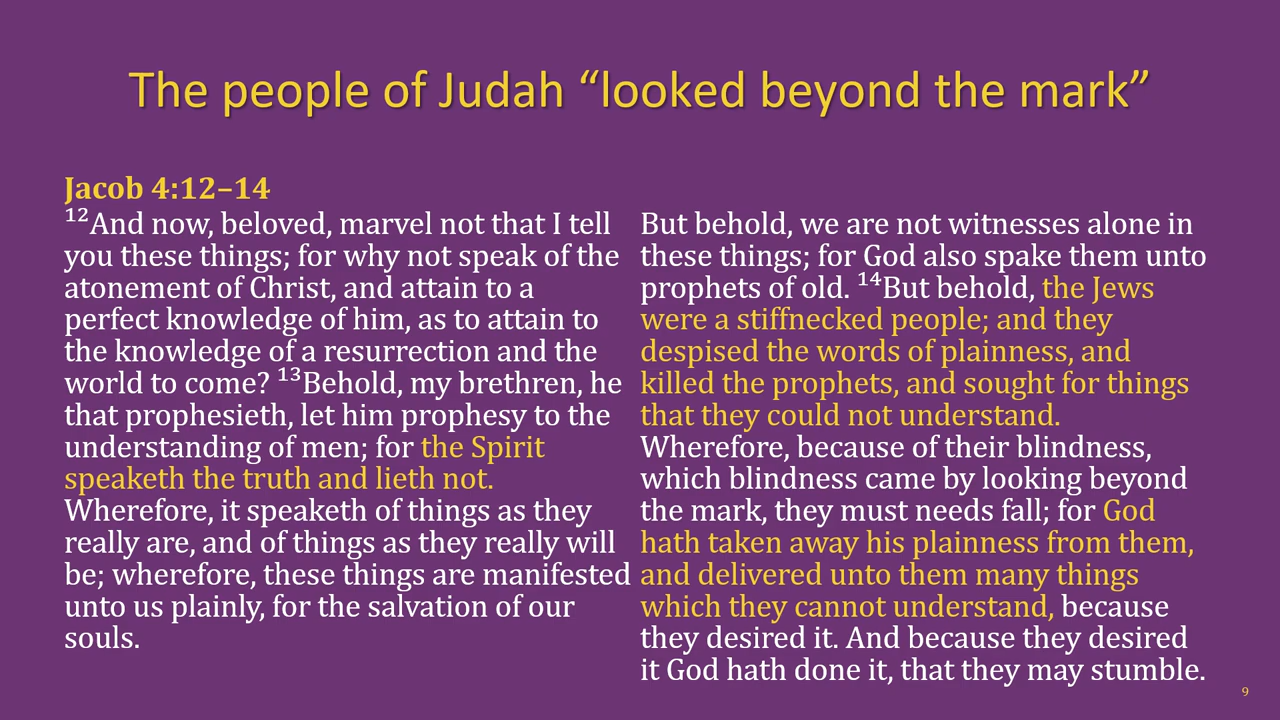 The people of Judah “looked beyond the mark”
Jacob 4:12–14
¹²And now, beloved, marvel not that I tell
you these things; for why not speak of the
atonement of Christ, and attain to a
perfect knowledge of him, as to attain to
the knowledge of a resurrection and the
world to come? ¹³Behold, my brethren, he
that prophesieth, let him prophesy to the
understanding of men; for the Spirit
speaketh the truth and lieth not.
Wherefore, it speaketh of things as they
really are, and of things as they really will
be; wherefore, these things are manifested
unto us plainly, for the salvation of our
souls.
But behold, we are not witnesses alone in
these things; for God also spake them unto
prophets of old. ¹⁴But behold, the Jews
were a stiffnecked people; and they
despised the words of plainness, and
killed the prophets, and sought for things
that they could not understand.
Wherefore, because of their blindness,
which blindness came by looking beyond
the mark, they must needs fall; for God
hath taken away his plainness from them,
and delivered unto them many things
which they cannot understand, because
they desired it. And because they desired
it God hath done it, that they may stumble.
9